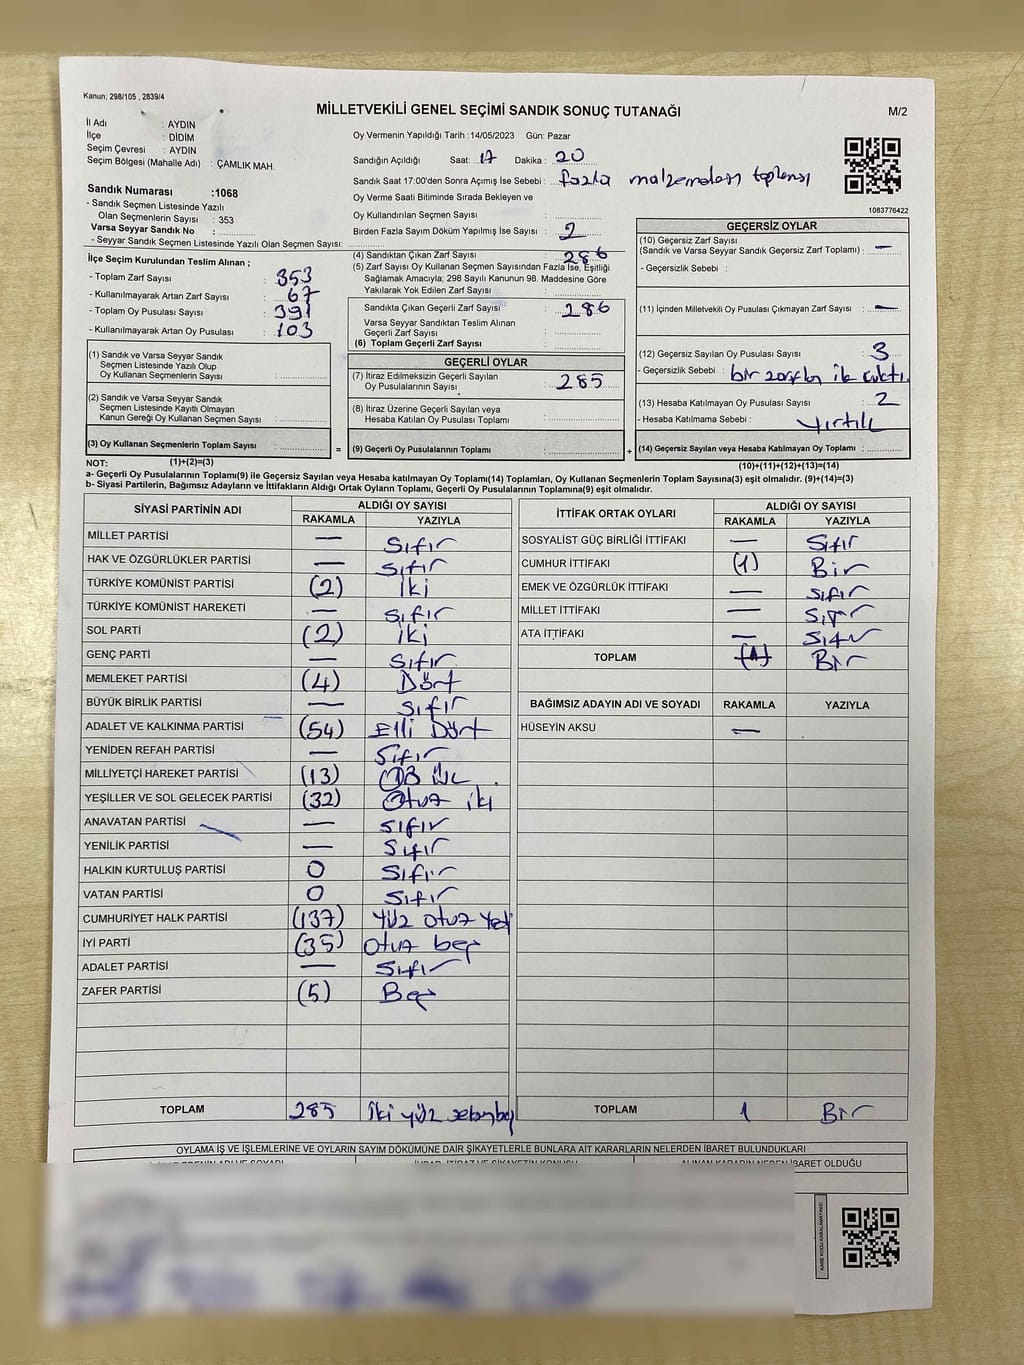 Kanun; 298/105 , 2839/4
MİLLETVEKİLİ GENEL SEÇİMİ SANDIK SONUÇ TUTANAĞI
M/2
İl Adı : AYDIN
İlçe : DİDİM
Seçim Çevresi : AYDIN
Seçim Bölgesi (Mahalle Adı) : ÇAMLIK MAH.
Sandık Numarası :1068
- Sandık Seçmen Listesinde Yazılı
Olan Seçmenlerin Sayısı : 353
Varsa Seyyar Sandık No :
- Seyyar Sandık Seçmen Listesinde Yazılı Olan Seçmen Sayısı:
Oy Vermenin Yapıldığı Tarih :14/05/2023 Gün: Pazar
Sandığın Açıldığı Saat: 17 Dakika : 20
Sandık Saat 17:00'den Sonra Açımış İse Sebebi : fazla malzemelerin toplanası
Oy Verme Saati Bitiminde Sırada Bekleyen ve
Oy Kullandırılan Seçmen Sayısı :
Birden Fazla Sayım Döküm Yapılmış İse Sayısı : 2
1083776422
İlçe Seçim Kurulundan Teslim Alınan ;
- Toplam Zarf Sayısı : 353
- Kullanılmayarak Artan Zarf Sayısı : 67
- Toplam Oy Pusulası Sayısı : 391
- Kullanılmayarak Artan Oy Pusulası : 103
(4) Sandıktan Çıkan Zarf Sayısı : 286
(5) Zarf Sayısı Oy Kullanan Seçmen Sayısından Fazla İse, Eşitliği
Sağlamak Amacıyla; 298 Sayılı Kanunun 98. Maddesine Göre
Yakılarak Yok Edilen Zarf Sayısı :
Sandıkta Çıkan Geçerli Zarf Sayısı : 286
Varsa Seyyar Sandıktan Teslim Alınan
Geçerli Zarf Sayısı :
(6) Toplam Geçerli Zarf Sayısı :
GEÇERSİZ OYLAR
(10) Geçersiz Zarf Sayısı
(Sandık ve Varsa Seyyar Sandık Geçersiz Zarf Toplamı) : —
- Geçersizlik Sebebi :
(11) İçinden Milletvekili Oy Pusulası Çıkmayan Zarf Sayısı : —
(12) Geçersiz Sayılan Oy Pusulası Sayısı : 3
- Geçersizlik Sebebi : bir zarfla iki çıktı.
(13) Hesaba Katılmayan Oy Pusulası Sayısı : 2
- Hesaba Katılmama Sebebi : Yırtık
(14) Geçersiz Sayılan veya Hesaba Katılmayan Oy Toplamı :
(1) Sandık ve Varsa Seyyar Sandık
Seçmen Listesinde Yazılı Olup
Oy Kullanan Seçmenlerin Sayısı :
(2) Sandık ve Varsa Seyyar Sandık
Seçmen Listesinde Kayıtlı Olmayan
Kanun Gereği Oy Kullanan Seçmen Sayısı :
(3) Oy Kullanan Seçmenlerin Toplam Sayısı :
GEÇERLİ OYLAR
(7) İtiraz Edilmeksizin Geçerli Sayılan
Oy Pusulalarının Sayısı : 285
(8) İtiraz Üzerine Geçerli Sayılan veya
Hesaba Katılan Oy Pusulası Toplamı :
= (9) Geçerli Oy Pusulalarının Toplamı : +
NOT: (1)+(2)=(3)
(10)+(11)+(12)+(13)=(14)
a- Geçerli Oy Pusulalarının Toplamı(9) ile Geçersiz Sayılan veya Hesaba katılmayan Oy Toplamı(14) Toplamları, Oy Kullanan Seçmenlerin Toplam Sayısına(3) eşit olmalıdır. (9)+(14)=(3)
b- Siyasi Partilerin, Bağımsız Adayların ve İttifakların Aldığı Ortak Oyların Toplamı, Geçerli Oy Pusulalarının Toplamına(9) eşit olmalıdır.
SİYASİ PARTİNİN ADI
ALDIĞI OY SAYISI
RAKAMLA YAZIYLA
MİLLET PARTİSİ — Sıfır
HAK VE ÖZGÜRLÜKLER PARTİSİ — Sıfır
TÜRKİYE KOMÜNİST PARTİSİ (2) iki
TÜRKİYE KOMÜNİST HAREKETİ — Sıfır
SOL PARTİ (2) iki
GENÇ PARTİ — Sıfır
MEMLEKET PARTİSİ (4) Dört
BÜYÜK BİRLİK PARTİSİ — Sıfır
ADALET VE KALKINMA PARTİSİ (54) Elli Dört
YENİDEN REFAH PARTİSİ — Sıfır
MİLLİYETÇİ HAREKET PARTİSİ (13) üç
YEŞİLLER VE SOL GELECEK PARTİSİ (32) Otuz iki
ANAVATAN PARTİSİ — Sıfır
YENİLİK PARTİSİ — Sıfır
HALKIN KURTULUŞ PARTİSİ 0 Sıfır
VATAN PARTİSİ 0 Sıfır
CUMHURİYET HALK PARTİSİ (137) Yüz Otuz Yedi
İYİ PARTİ (35) Otuz beş
ADALET PARTİSİ — Sıfır
ZAFER PARTİSİ (5) Beş
TOPLAM 285 İki yüz seksenbeş
İTTİFAK ORTAK OYLARI
ALDIĞI OY SAYISI
RAKAMLA YAZIYLA
SOSYALİST GÜÇ BİRLİĞİ İTTİFAKI — Sıfır
CUMHUR İTTİFAKI (1) Bir
EMEK VE ÖZGÜRLÜK İTTİFAKI — Sıfır
MİLLET İTTİFAKI — Sıfır
ATA İTTİFAKI — Sıfır
TOPLAM (1) Bir
BAĞIMSIZ ADAYIN ADI VE SOYADI RAKAMLA YAZIYLA
HÜSEYİN AKSU —
TOPLAM 1 Bir
OYLAMA İŞ VE İŞLEMLERİNE VE OYLARIN SAYIM DÖKÜMÜNE DAİR ŞİKAYETLERLE BUNLARA AİT KARARLARIN NELERDEN İBARET BULUNDUKLARI
ALINAN KARARIN NEDEN İBARET OLDUĞU
KARE KODU KARALAMAYINIZ!